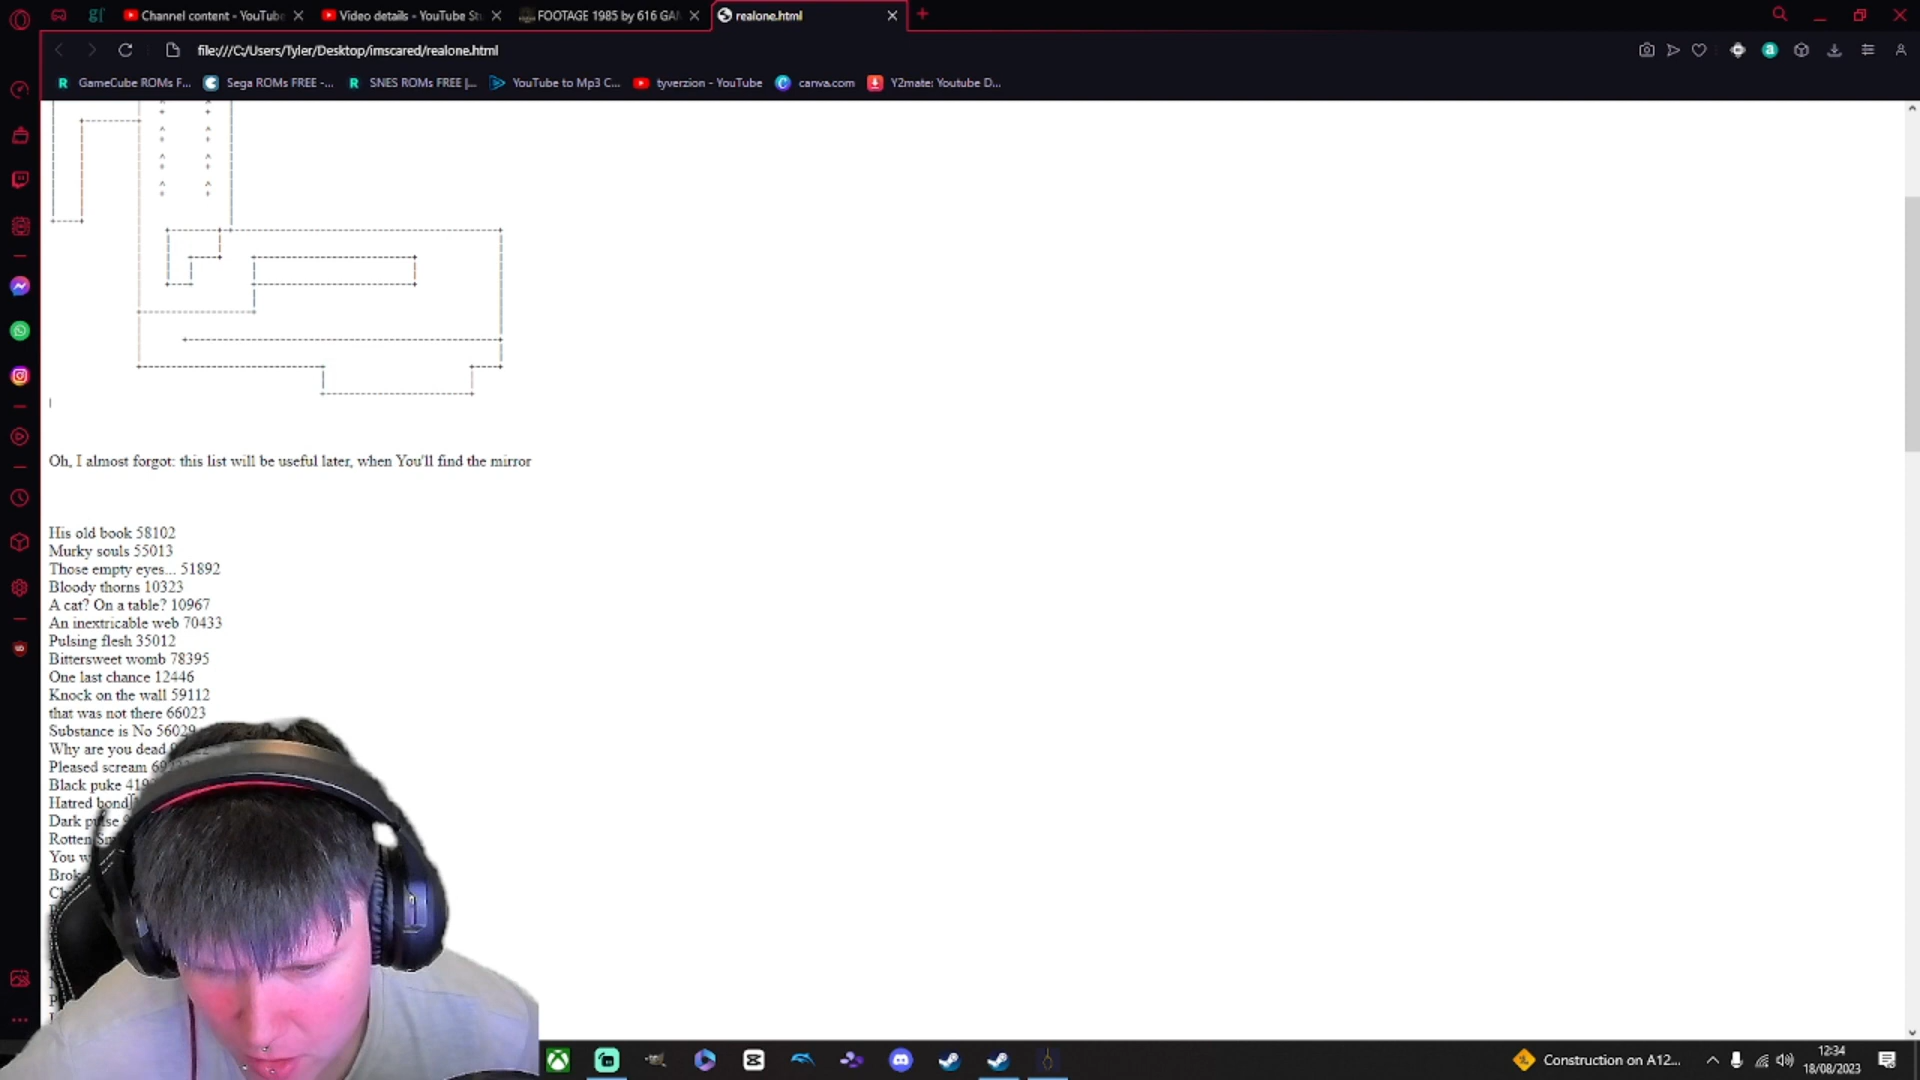 Channel content - YouTube
Video details - YouTube Stu
FOOTAGE 1985 by 616 GAM
realone.html
file:///C:/Users/Tyler/Desktop/imscared/realone.html
GameCube ROMs F...
Sega ROMs FREE -...
SNES ROMs FREE |...
YouTube to Mp3 C...
tyverzion - YouTube
canva.com
Y2mate: Youtube D...
Oh, I almost forgot: this list will be useful later, when You'll find the mirror
His old book 58102
Murky souls 55013
Those empty eyes... 51892
Bloody thorns 10323
A cat? On a table? 10967
An inextricable web 70433
Pulsing flesh 35012
Bittersweet womb 78395
One last chance 12446
Knock on the wall 59112
that was not there 66023
Substance is No 56029
Why are you dead
Pleased scream
Black puke
Hatred bond
Dark
Rotten
You
Construction on A12...
12:34
18/08/2023